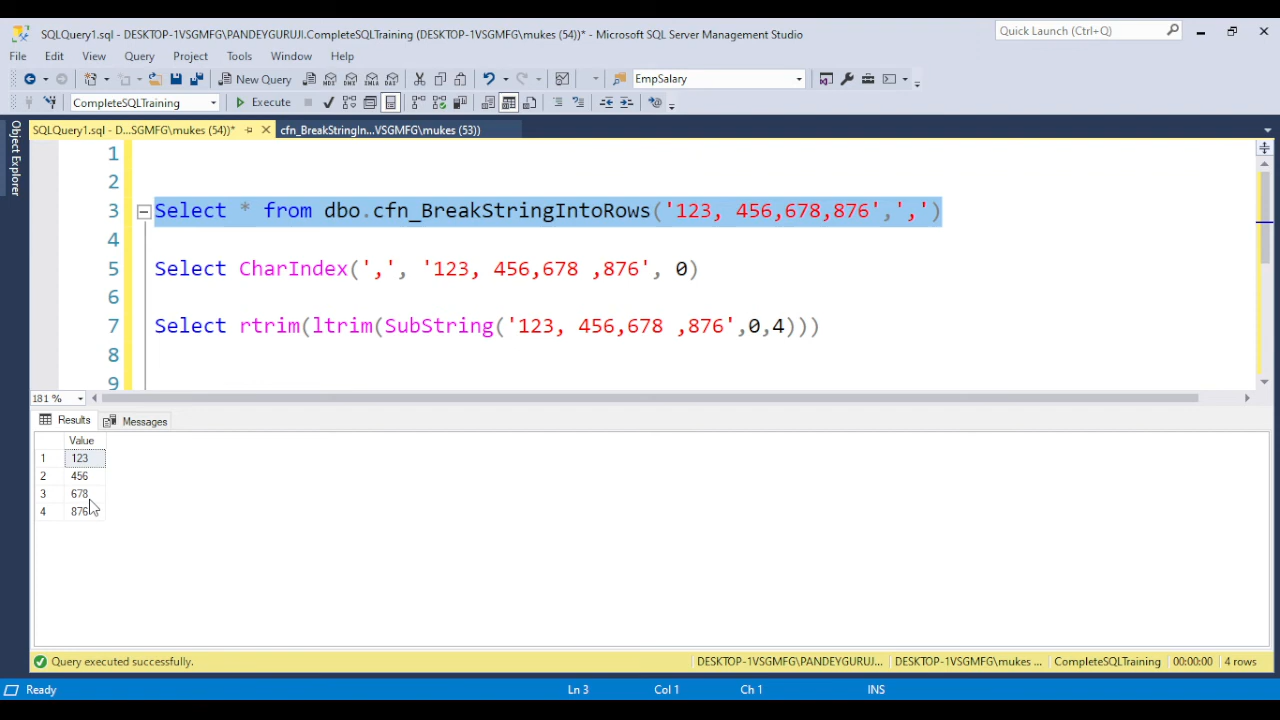 SQLQuery1.sql - DESKTOP-1VSGMFG\PANDEYGURUJI.CompleteSQLTraining (DESKTOP-1VSGMFG\mukes (54))* - Microsoft SQL Server Management Studio
Quick Launch (Ctrl+Q)
File Edit View Query Project Tools Window Help
New Query
EmpSalary
CompleteSQLTraining
Execute
SQLQuery1.sql - D...SGMFG\mukes (54))*
cfn_BreakStringIn...VSGMFG\mukes (53))
Object Explorer
1
2
3 Select * from dbo.cfn_BreakStringIntoRows('123, 456,678,876',',')
4
5 Select CharIndex(',', '123, 456,678 ,876', 0)
6
7 Select rtrim(ltrim(SubString('123, 456,678 ,876',0,4)))
8
9
181 %
Results Messages
Value
1 123
2 456
3 678
4 876
Query executed successfully.
DESKTOP-1VSGMFG\PANDEYGURUJI... DESKTOP-1VSGMFG\mukes ... CompleteSQLTraining 00:00:00 4 rows
Ready Ln 3 Col 1 Ch 1 INS